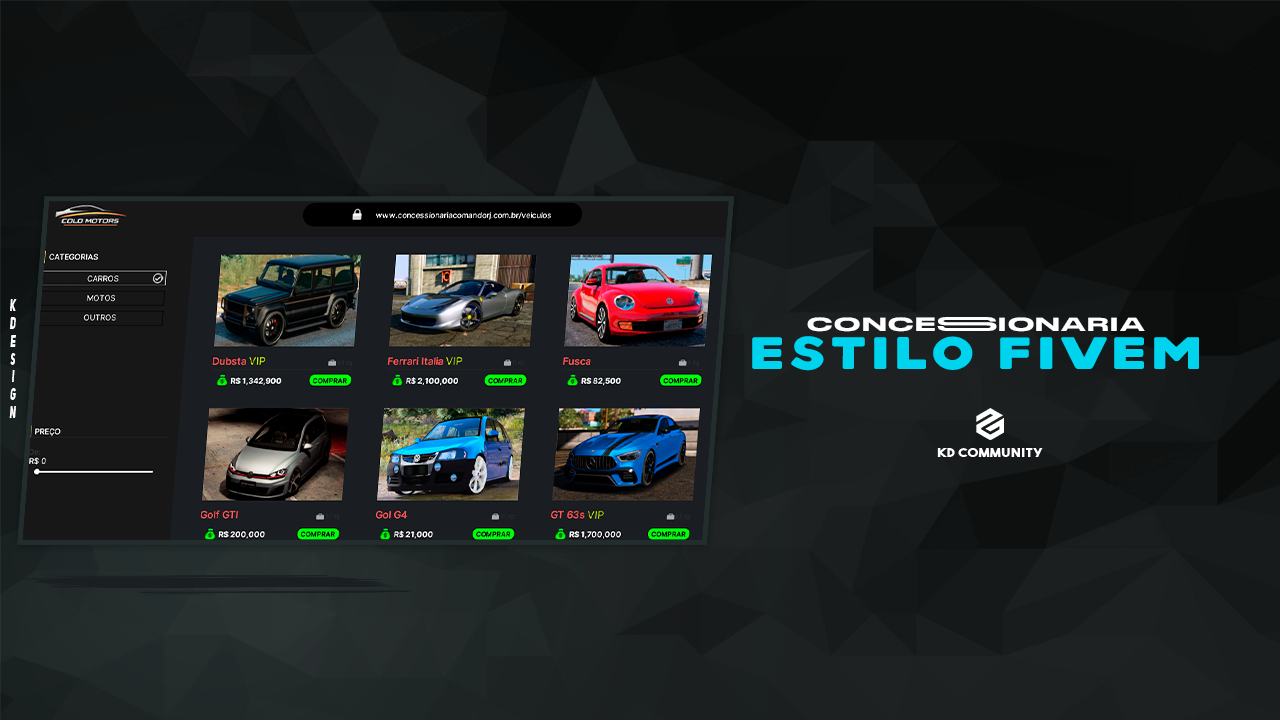 COLD MOTORS
www.concessionariacomandorj.com.br/veiculos
CATEGORIAS
CARROS
MOTOS
OUTROS
PREÇO
De:
R$ 0
Dubsta VIP
R$ 1,342,900
COMPRAR
Ferrari Italia VIP
R$ 2,100,000
COMPRAR
Fusca
R$ 82,500
COMPRAR
Golf GTI
R$ 200,000
COMPRAR
Gol G4
R$ 21,000
COMPRAR
GT 63s VIP
R$ 1,700,000
COMPRAR
KDESIGN
CONCESSIONARIA
ESTILO FIVEM
KD COMMUNITY